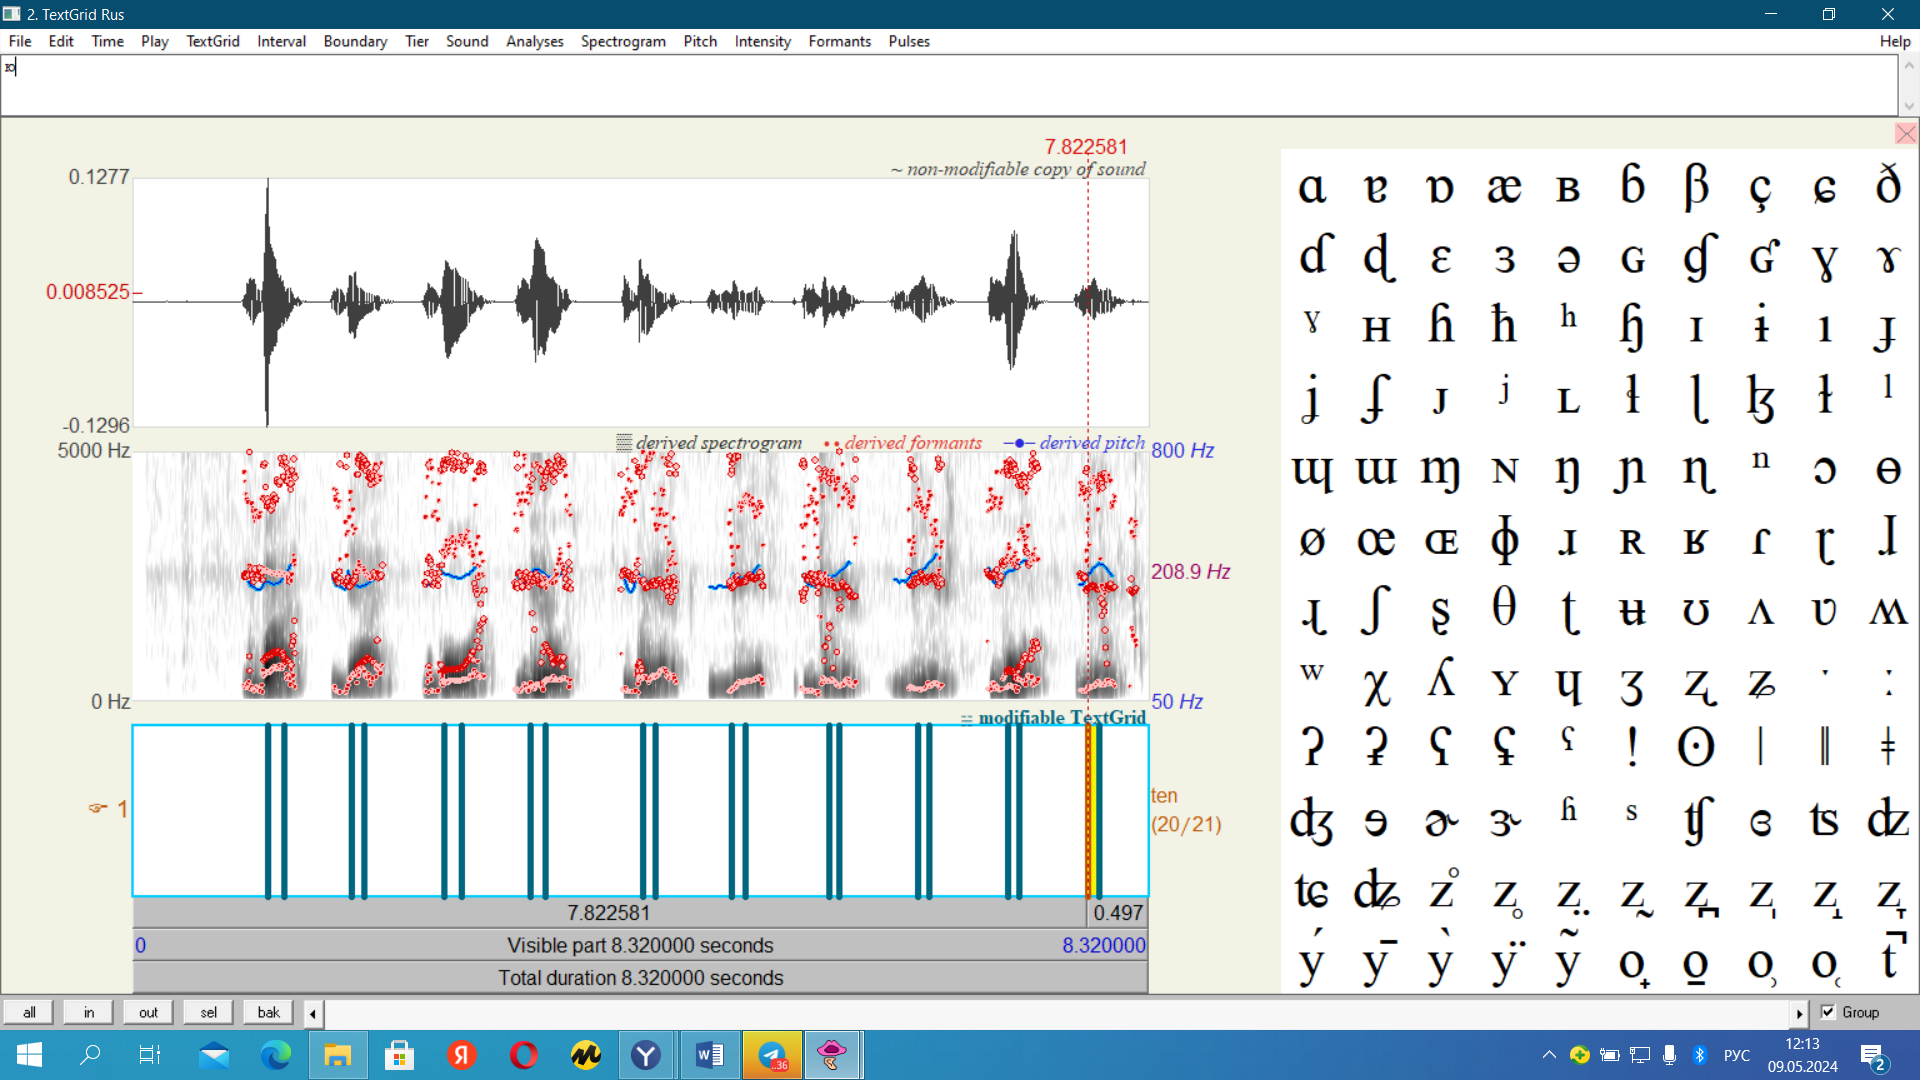 2. TextGrid Rus
File Edit Time Play TextGrid Interval Boundary Tier Sound Analyses Spectrogram Pitch Intensity Formants Pulses Help
ю
7.822581
~ non-modifiable copy of sound
0.1277
0.008525
-0.1296
5000 Hz
derived spectrogram derived formants derived pitch
800 Hz
208.9 Hz
0 Hz
50 Hz
modifiable TextGrid
☞ 1
ten
(20/21)
7.822581 0.497
0 Visible part 8.320000 seconds 8.320000
Total duration 8.320000 seconds
ɑ ɐ ɒ æ ʙ ɓ β ç ɕ ð
ɗ ɖ ɛ ɜ ə ɢ ɠ ʛ ɣ ɤ
ˠ ʜ ɦ ħ ʰ ɧ ɪ ɨ ı ɟ
ʝ ʄ ᴊ ʲ ʟ ɬ ɭ ɮ ɫ ˡ
ɰ ɯ ɱ ɴ ŋ ɲ ɳ ⁿ ɔ ɵ
ø œ ɶ ɸ ɹ ʀ ʁ ɾ ɽ ɺ
ɻ ʃ ʂ θ ʈ ʉ ʊ ʌ ʋ ʍ
ʷ χ ʎ ʏ ɥ ʒ ʐ ʑ ˑ ː
ʔ ʡ ʕ ʢ ˤ ! ʘ ǀ ǁ ǂ
ʤ ɘ ɚ ɝ ʱ ˢ ʧ ɞ ʦ ʣ
ʨ ʥ z̊ z̥ z̤ z̰ z̪ z̩ z̺ z̞
ý ȳ ỳ ÿ ỹ o̟ o̠ o̹ o̜ t̚
all in out sel bak Group
36
РУС
12:13
09.05.2024
2